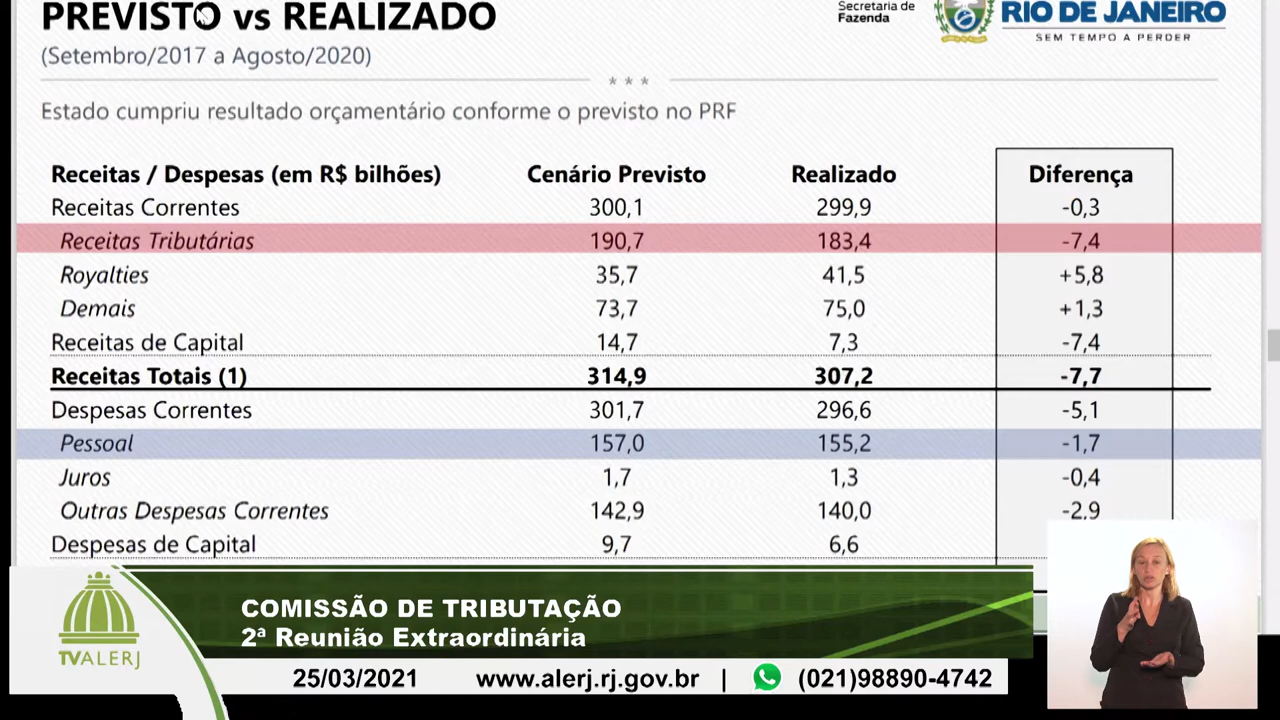 PREVISTO vs REALIZADO
Secretaria de
Fazenda
RIO DE JANEIRO
SEM TEMPO A PERDER
(Setembro/2017 a Agosto/2020)
* * *
Estado cumpriu resultado orçamentário conforme o previsto no PRF
Receitas / Despesas (em R$ bilhões) Cenário Previsto Realizado Diferença
Receitas Correntes 300,1 299,9 -0,3
Receitas Tributárias 190,7 183,4 -7,4
Royalties 35,7 41,5 +5,8
Demais 73,7 75,0 +1,3
Receitas de Capital 14,7 7,3 -7,4
Receitas Totais (1) 314,9 307,2 -7,7
Despesas Correntes 301,7 296,6 -5,1
Pessoal 157,0 155,2 -1,7
Juros 1,7 1,3 -0,4
Outras Despesas Correntes 142,9 140,0 -2,9
Despesas de Capital 9,7 6,6
COMISSÃO DE TRIBUTAÇÃO
2ª Reunião Extraordinária
TVALERJ
25/03/2021 www.alerj.rj.gov.br | (021)98890-4742